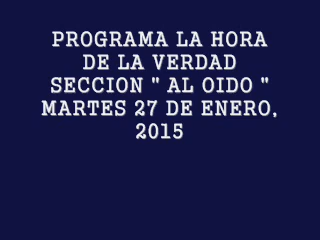 PROGRAMA LA HORA
DE LA VERDAD
SECCION " AL OIDO "
MARTES 27 DE ENERO,
2015